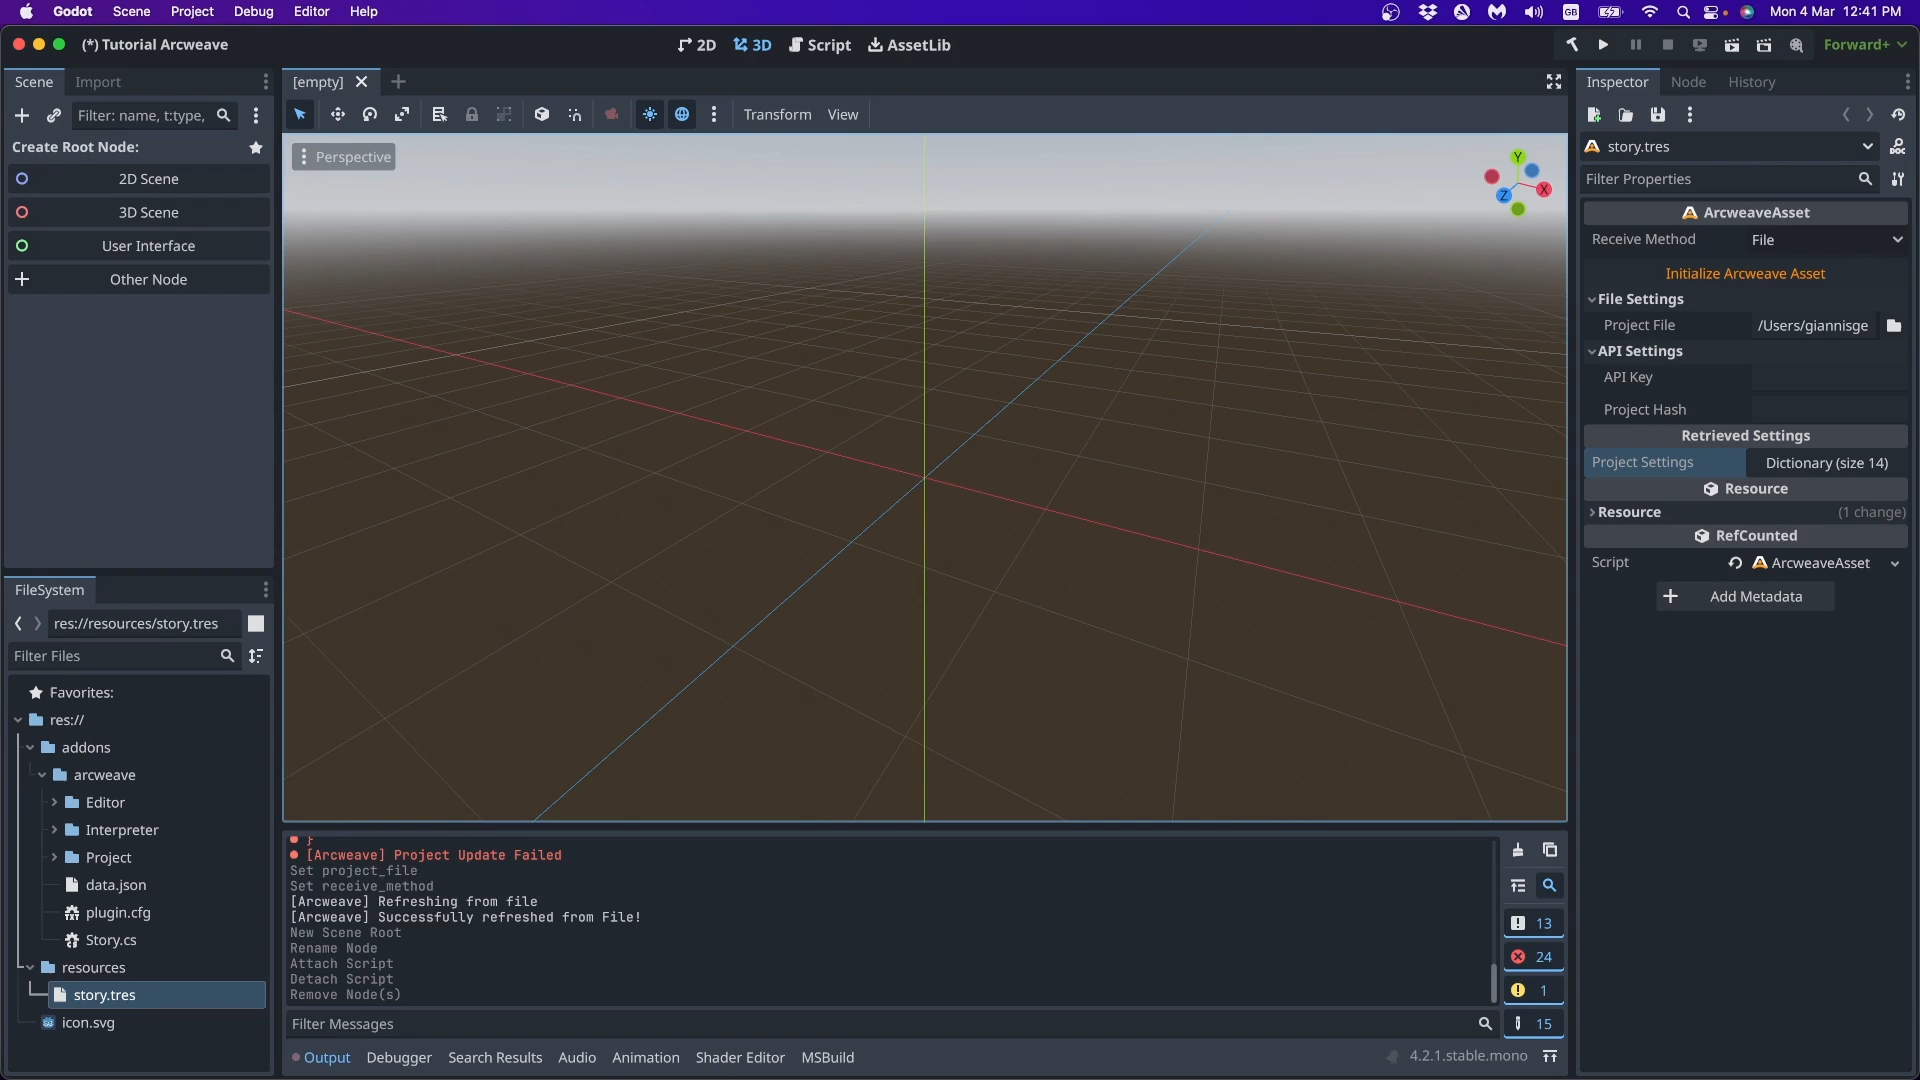 Godot Scene Project Debug Editor Help
GB Mon 4 Mar 12:41 PM
(*) Tutorial Arcweave
2D 3D Script AssetLib
Forward+
Scene Import
Filter: name, t:type,
Create Root Node:
2D Scene
3D Scene
User Interface
Other Node
[empty]
Transform View
Perspective
Y
X
Z
Inspector Node History
story.tres
DOC
Filter Properties
ArcweaveAsset
Receive Method File
Initialize Arcweave Asset
File Settings
Project File /Users/giannisge
API Settings
API Key
Project Hash
Retrieved Settings
Project Settings Dictionary (size 14)
Resource
Resource (1 change)
RefCounted
Script ArcweaveAsset
Add Metadata
FileSystem
res://resources/story.tres
Filter Files
Favorites:
res://
addons
arcweave
Editor
Interpreter
Project
data.json
plugin.cfg
Story.cs
resources
story.tres
icon.svg
}
[Arcweave] Project Update Failed
Set project_file
Set receive_method
[Arcweave] Refreshing from file
[Arcweave] Successfully refreshed from File!
New Scene Root
Rename Node
Attach Script
Detach Script
Remove Node(s)
13
24
1
15
Filter Messages
Output Debugger Search Results Audio Animation Shader Editor MSBuild
4.2.1.stable.mono